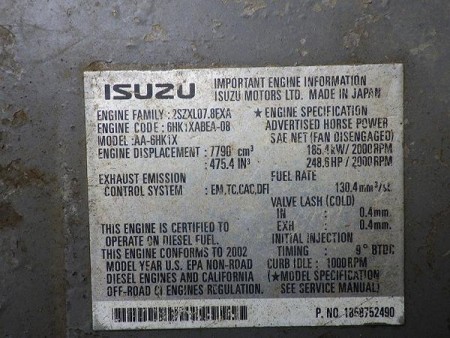 ISUZU
IMPORTANT ENGINE INFORMATION
ISUZU MOTORS LTD. MADE IN JAPAN
ENGINE FAMILY : 2SZXL07.8EXA
ENGINE CODE : 6HK1XABEA-08
MODEL : AA-6HK1X
ENGINE DISPLACEMENT : 7790 cm³
: 475.4 IN³
EXHAUST EMISSION
CONTROL SYSTEM : EM,TC,CAC,DFI
THIS ENGINE IS CERTIFIED TO
OPERATE ON DIESEL FUEL.
THIS ENGINE CONFORMS TO 2002
MODEL YEAR U.S. EPA NON-ROAD
DIESEL ENGINES AND CALIFORNIA
OFF-ROAD CI ENGINES REGULATION.
★ENGINE SPECIFICATION
ADVERTISED HORSE POWER
SAE NET (FAN DISENGAGED)
185.4kW / 2000RPM
248.6HP / 2000RPM
FUEL RATE
130.4mm³/st.
VALVE LASH (COLD)
IN : 0.4mm.
EXH : 0.4mm.
INITIAL INJECTION
TIMING : 9° BTDC
CURB IDLE : 1000RPM
(★MODEL SPECIFICATION
SEE SERVICE MANUAL)
P. NO. 1858752490